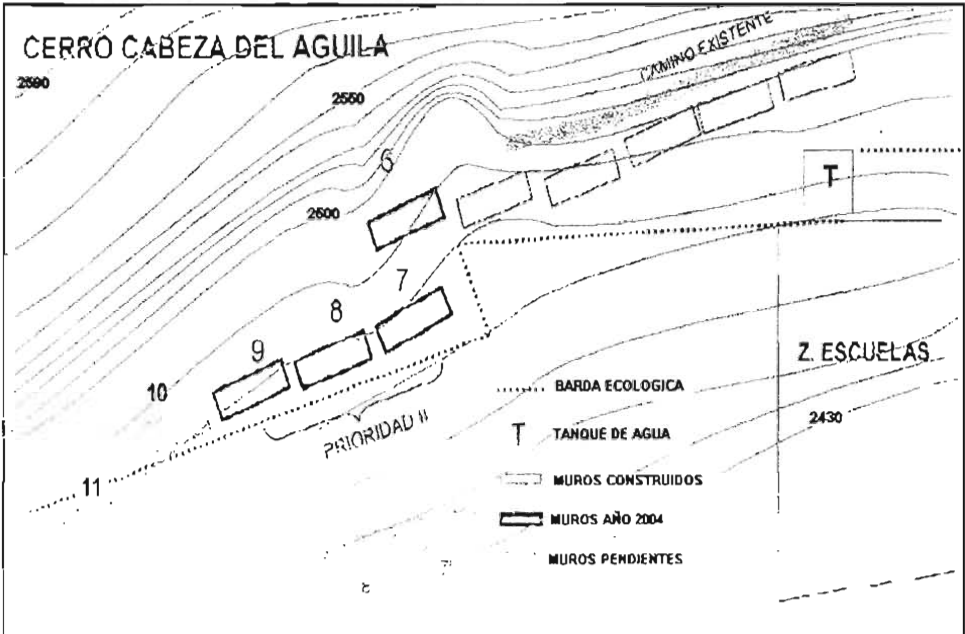 CERRO CABEZA DEL AGUILA
CAMINO EXISTENTE
2590
2550
6
T
2500
7
8
Z. ESCUELAS
9
10
PRIORIDAD II
BARDA ECOLOGICA
2430
T TANQUE DE AGUA
11
MUROS CONSTRUIDOS
MUROS AÑO 2004
MUROS PENDIENTES